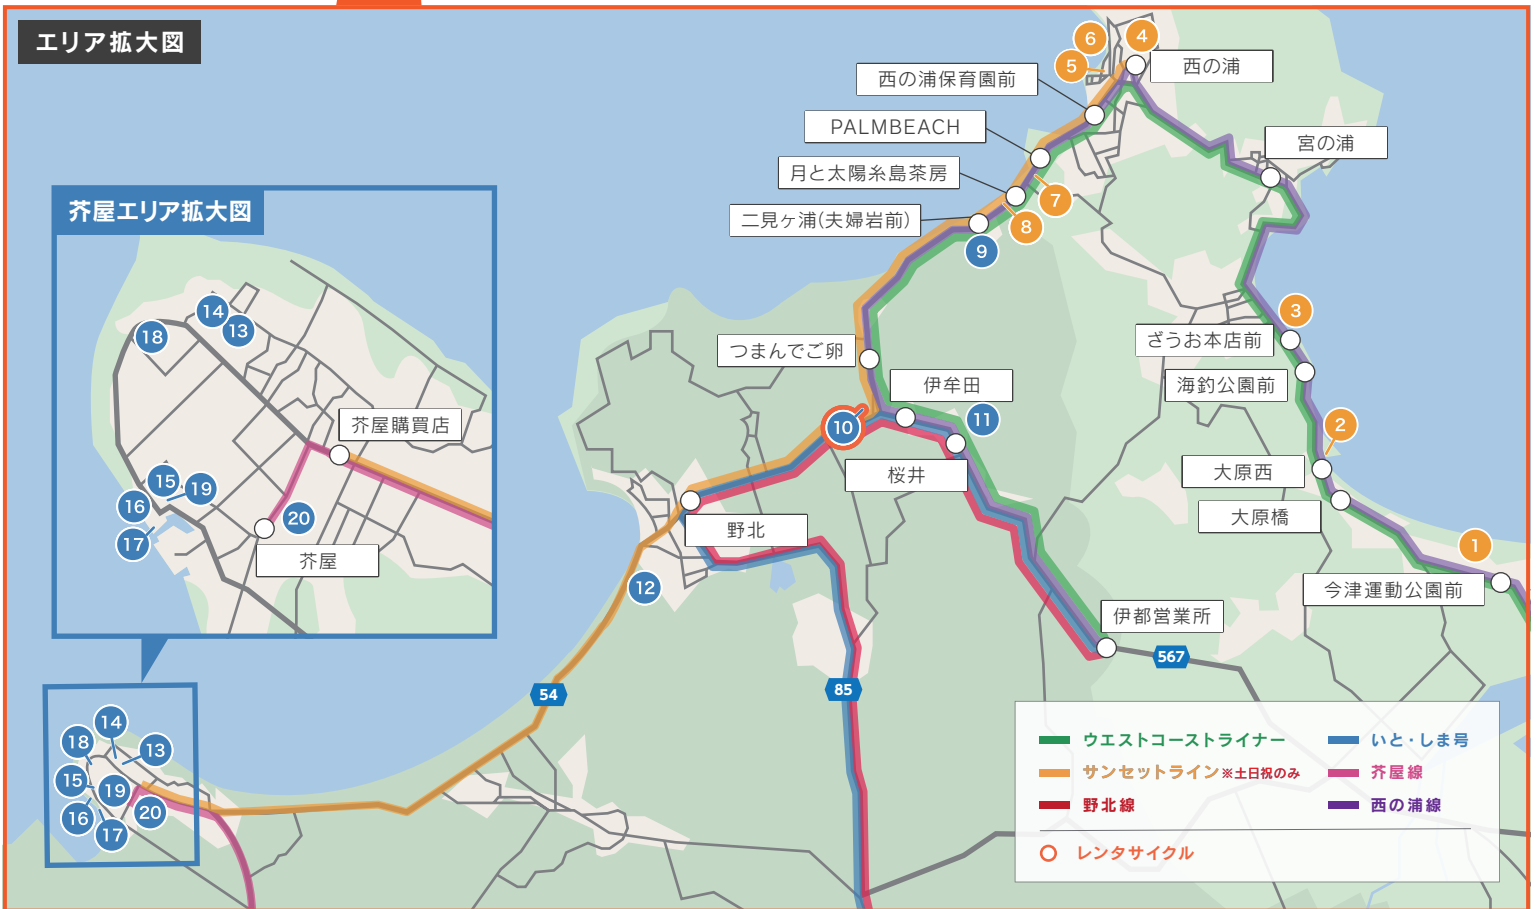 エリア拡大図
6
4
5
西の浦
西の浦保育園前
PALMBEACH
宮の浦
月と太陽糸島茶房
7
二見ヶ浦(夫婦岩前)
8
9
芥屋エリア拡大図
14
13
18
芥屋購買店
15
19
16
20
17
芥屋
3
ざうお本店前
つまんでご卵
海釣公園前
伊牟田
10
11
2
大原西
桜井
大原橋
野北
1
12
今津運動公園前
伊都営業所
567
54
85
14
18
13
15
19
20
16
17
ウエストコーストライナー
いと・しま号
サンセットライン※土日祝のみ
芥屋線
野北線
西の浦線
レンタサイクル